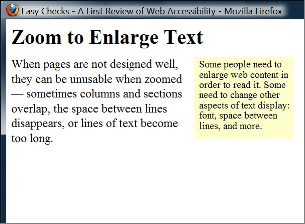 Easy Checks - A First Review of Web Accessibility - Mozilla Firefox
Zoom to Enlarge Text
When pages are not designed well,
they can be unusable when zoomed
— sometimes columns and sections
overlap, the space between lines
disappears, or lines of text become
too long.
Some people need to
enlarge web content in
order to read it. Some
need to change other
aspects of text display:
font, space between
lines, and more.